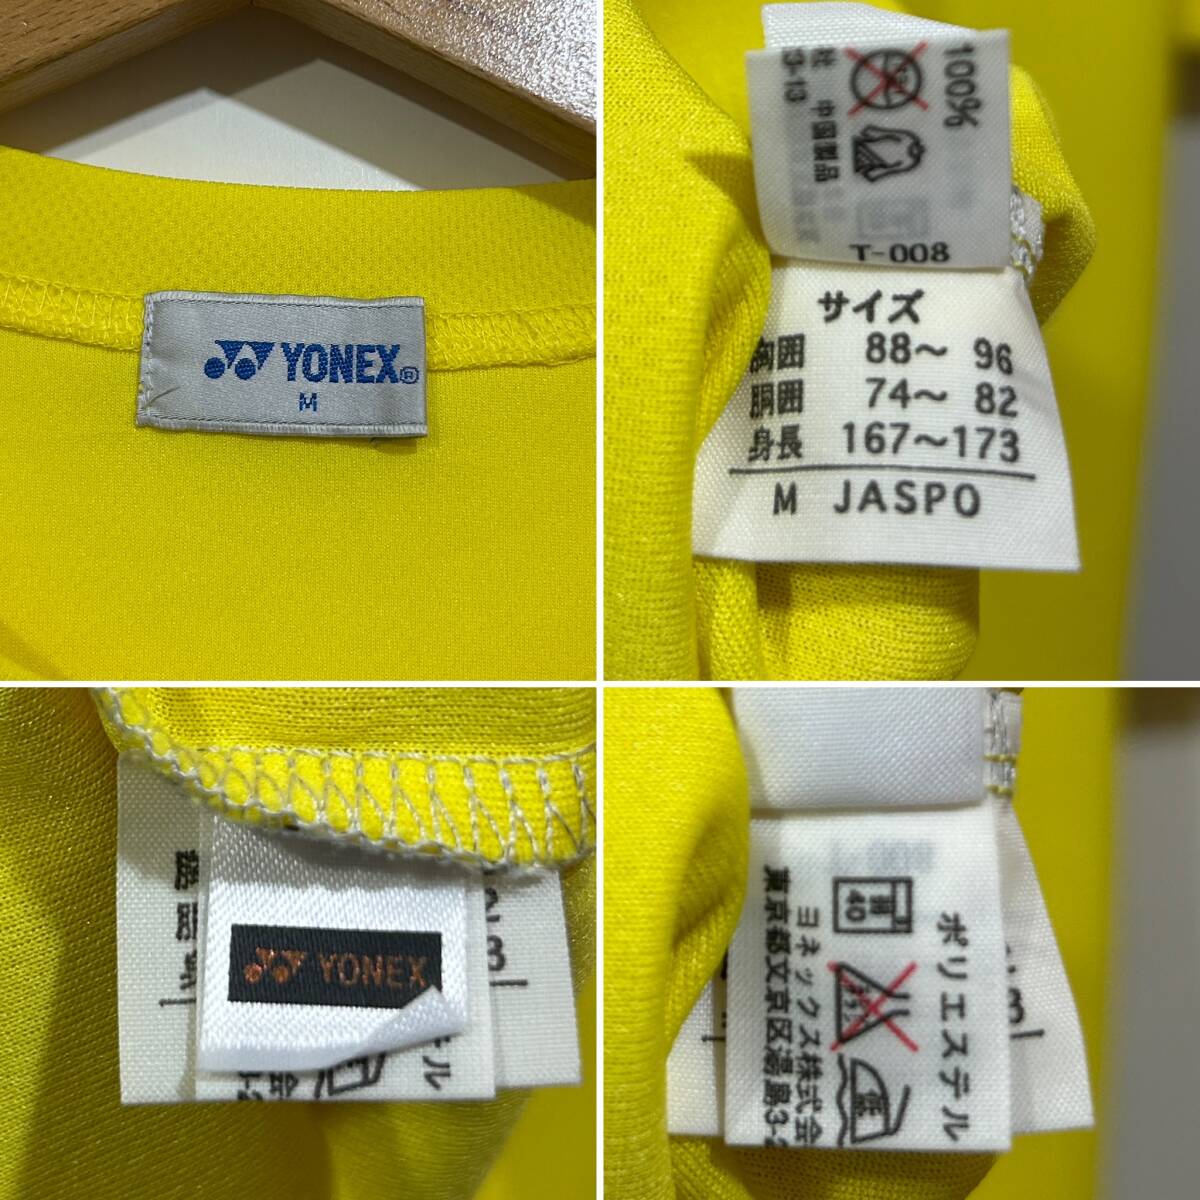 YONEX®
M
100%
中国製品
T-008
サイズ
胸囲 88〜 96
胴囲 74〜 82
身長 167〜173
M JASPO
YONEX
ポリエステル
40
低
ヨネックス株式会
東京都文京区湯島3-2